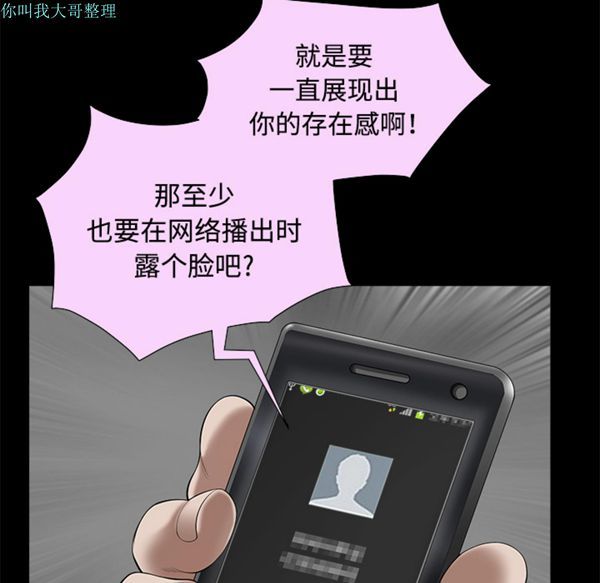 你叫我大哥整理
就是要
一直展现出
你的存在感啊!
那至少
也要在网络播出时
露个脸吧?